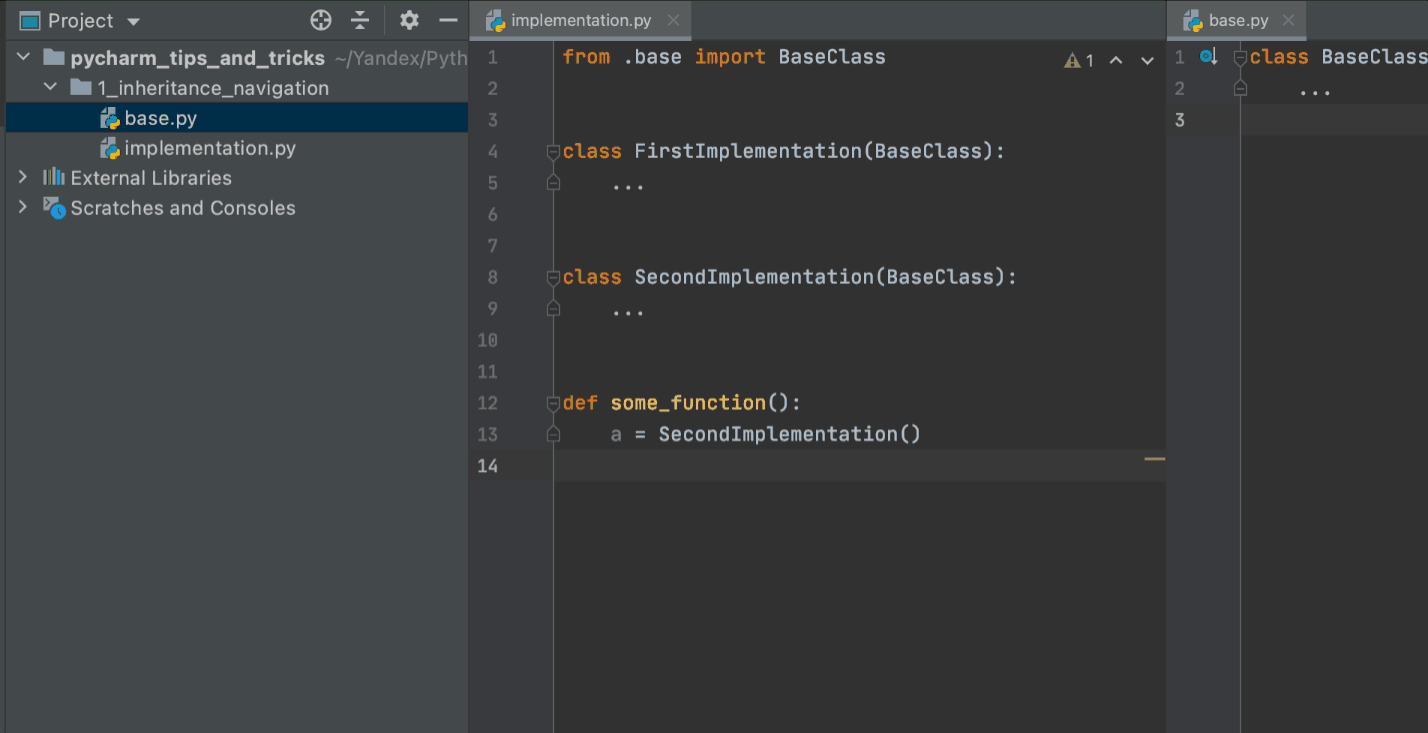 Project
pycharm_tips_and_tricks ~/Yandex/Pyth
1_inheritance_navigation
base.py
implementation.py
External Libraries
Scratches and Consoles
implementation.py
1 from .base import BaseClass
1
2
3
4 class FirstImplementation(BaseClass):
5 ...
6
7
8 class SecondImplementation(BaseClass):
9 ...
10
11
12 def some_function():
13 a = SecondImplementation()
14
base.py
1 class BaseClass
2 ...
3